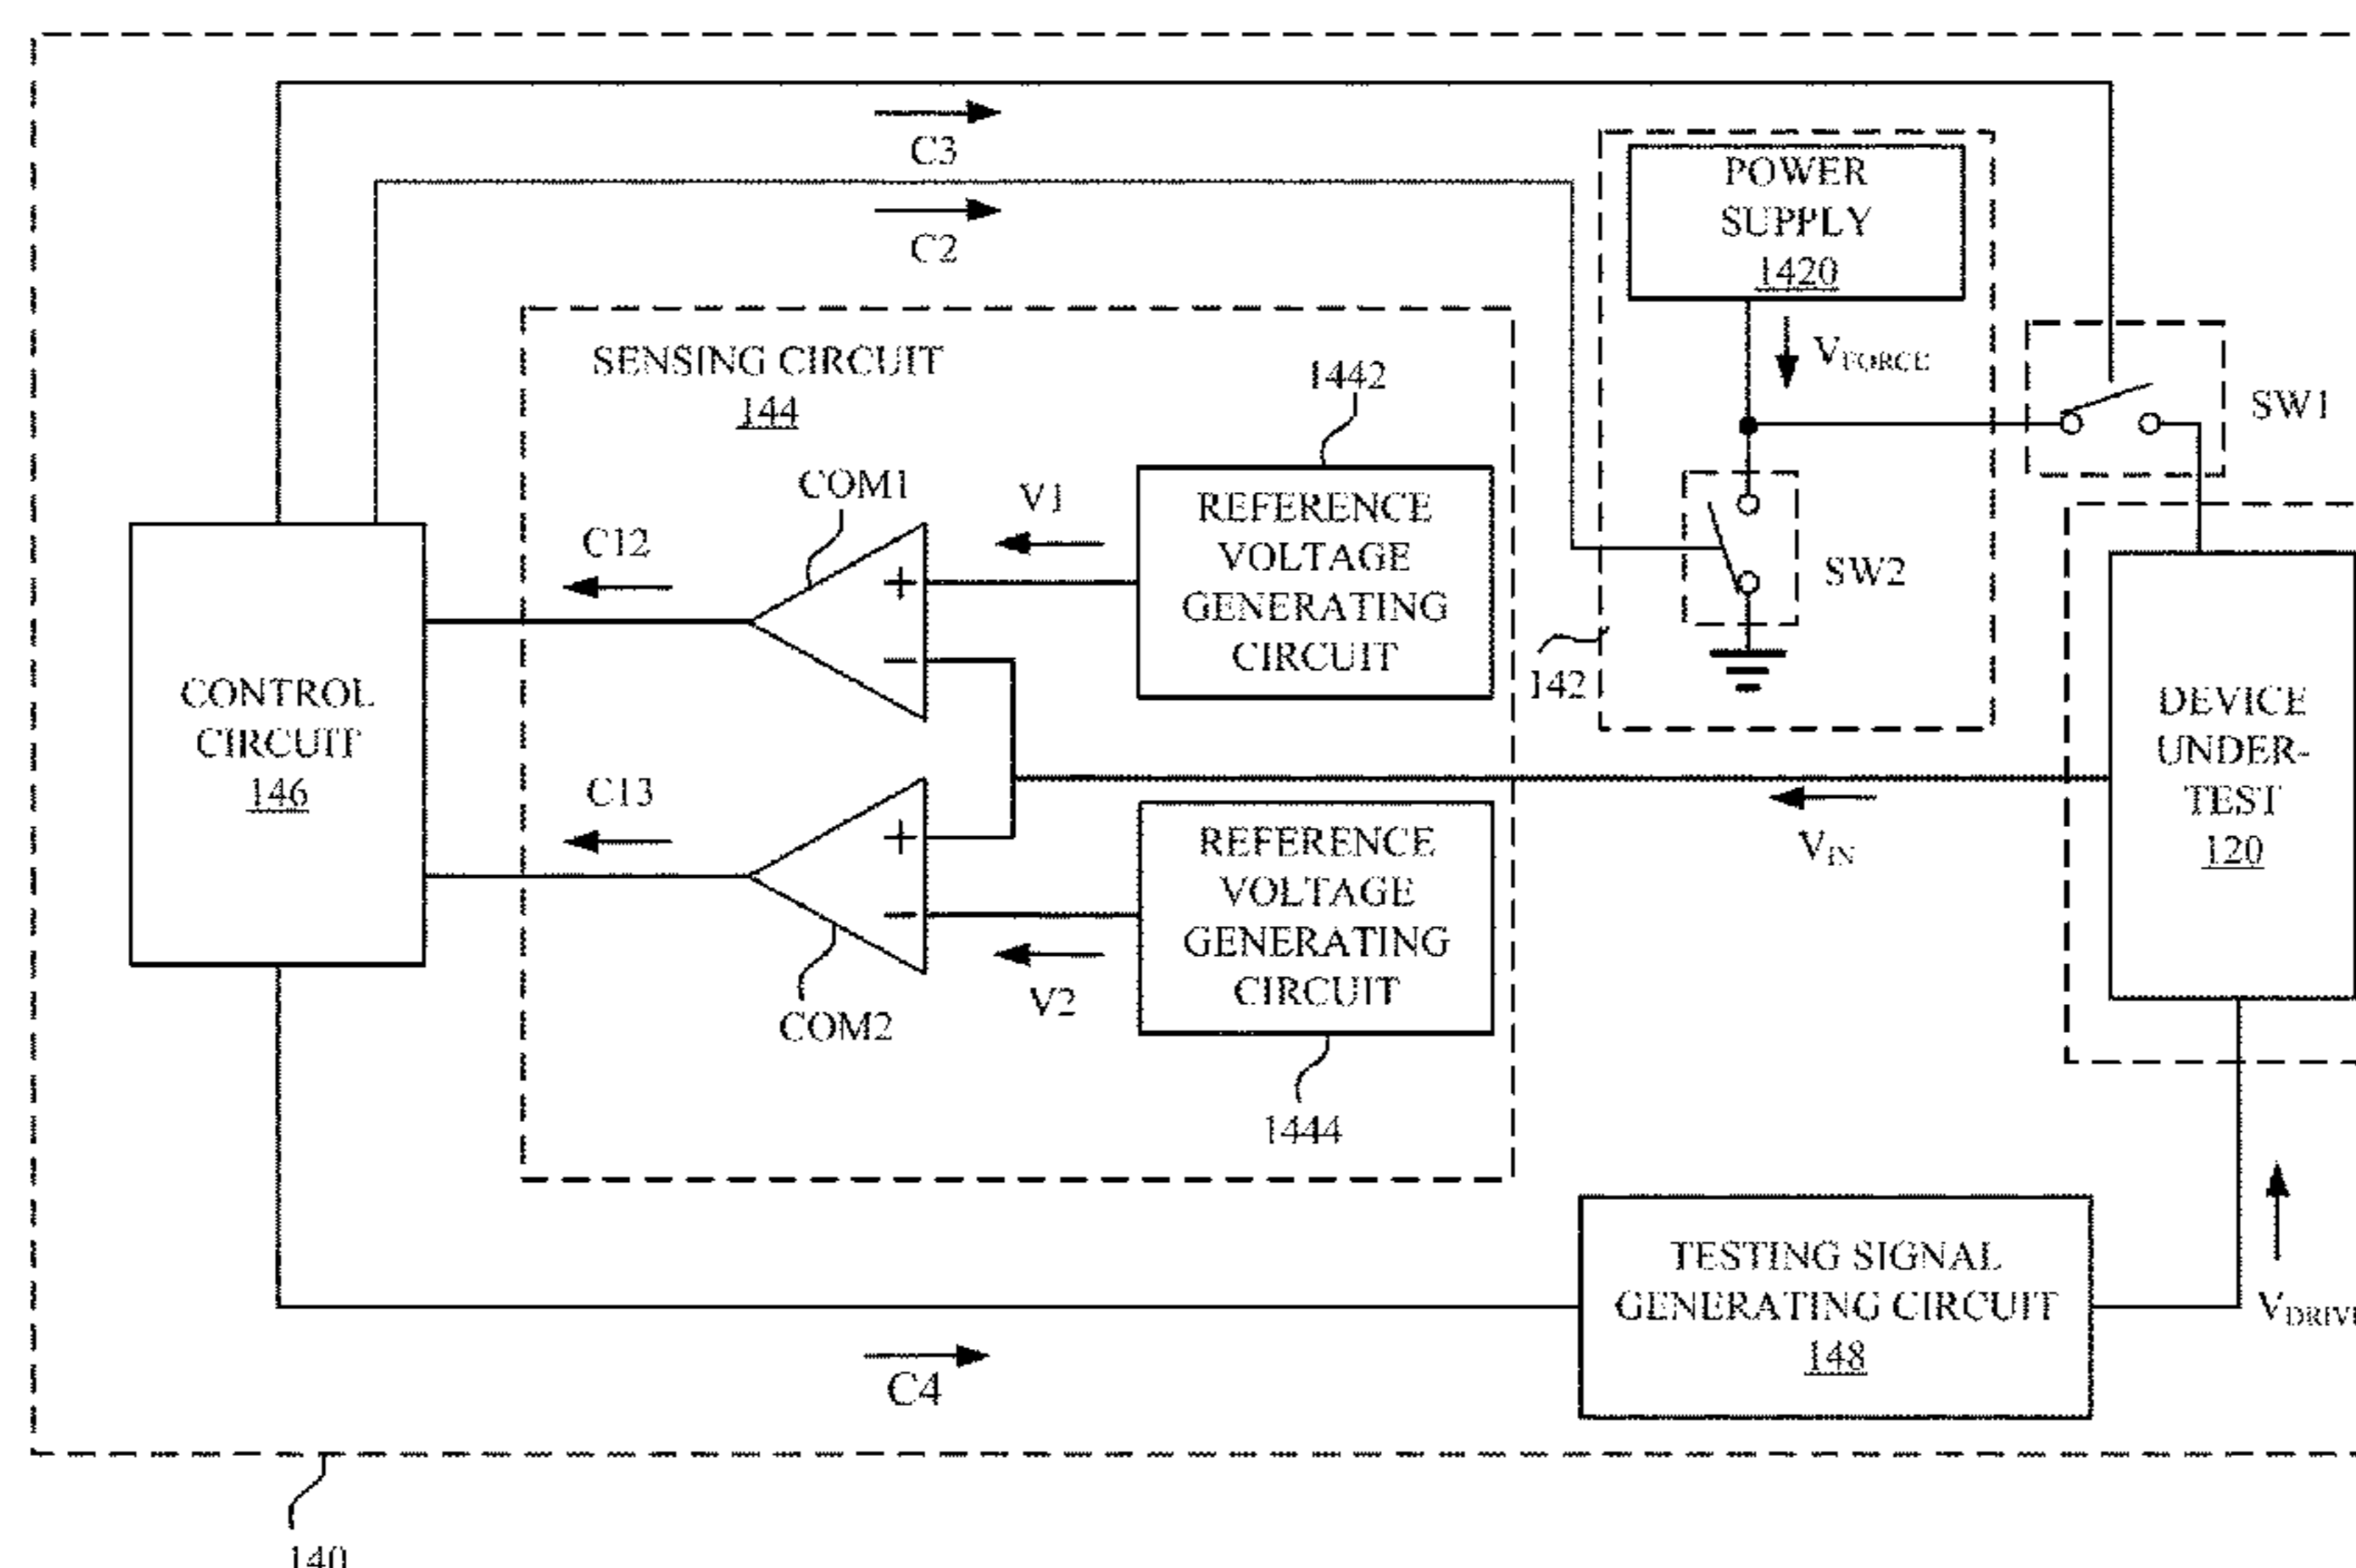 C3
C2
POWER
SUPPLY
1420
VFORCE
SW1
SENSING CIRCUIT
144
1442
COM1
V1
C12
REFERENCE
VOLTAGE
GENERATING
CIRCUIT
SW2
142
CONTROL
CIRCUIT
146
DEVICE
UNDER-
TEST
120
C13
VIN
REFERENCE
VOLTAGE
GENERATING
CIRCUIT
COM2
V2
1444
TESTING SIGNAL
GENERATING CIRCUIT
148
C4
140